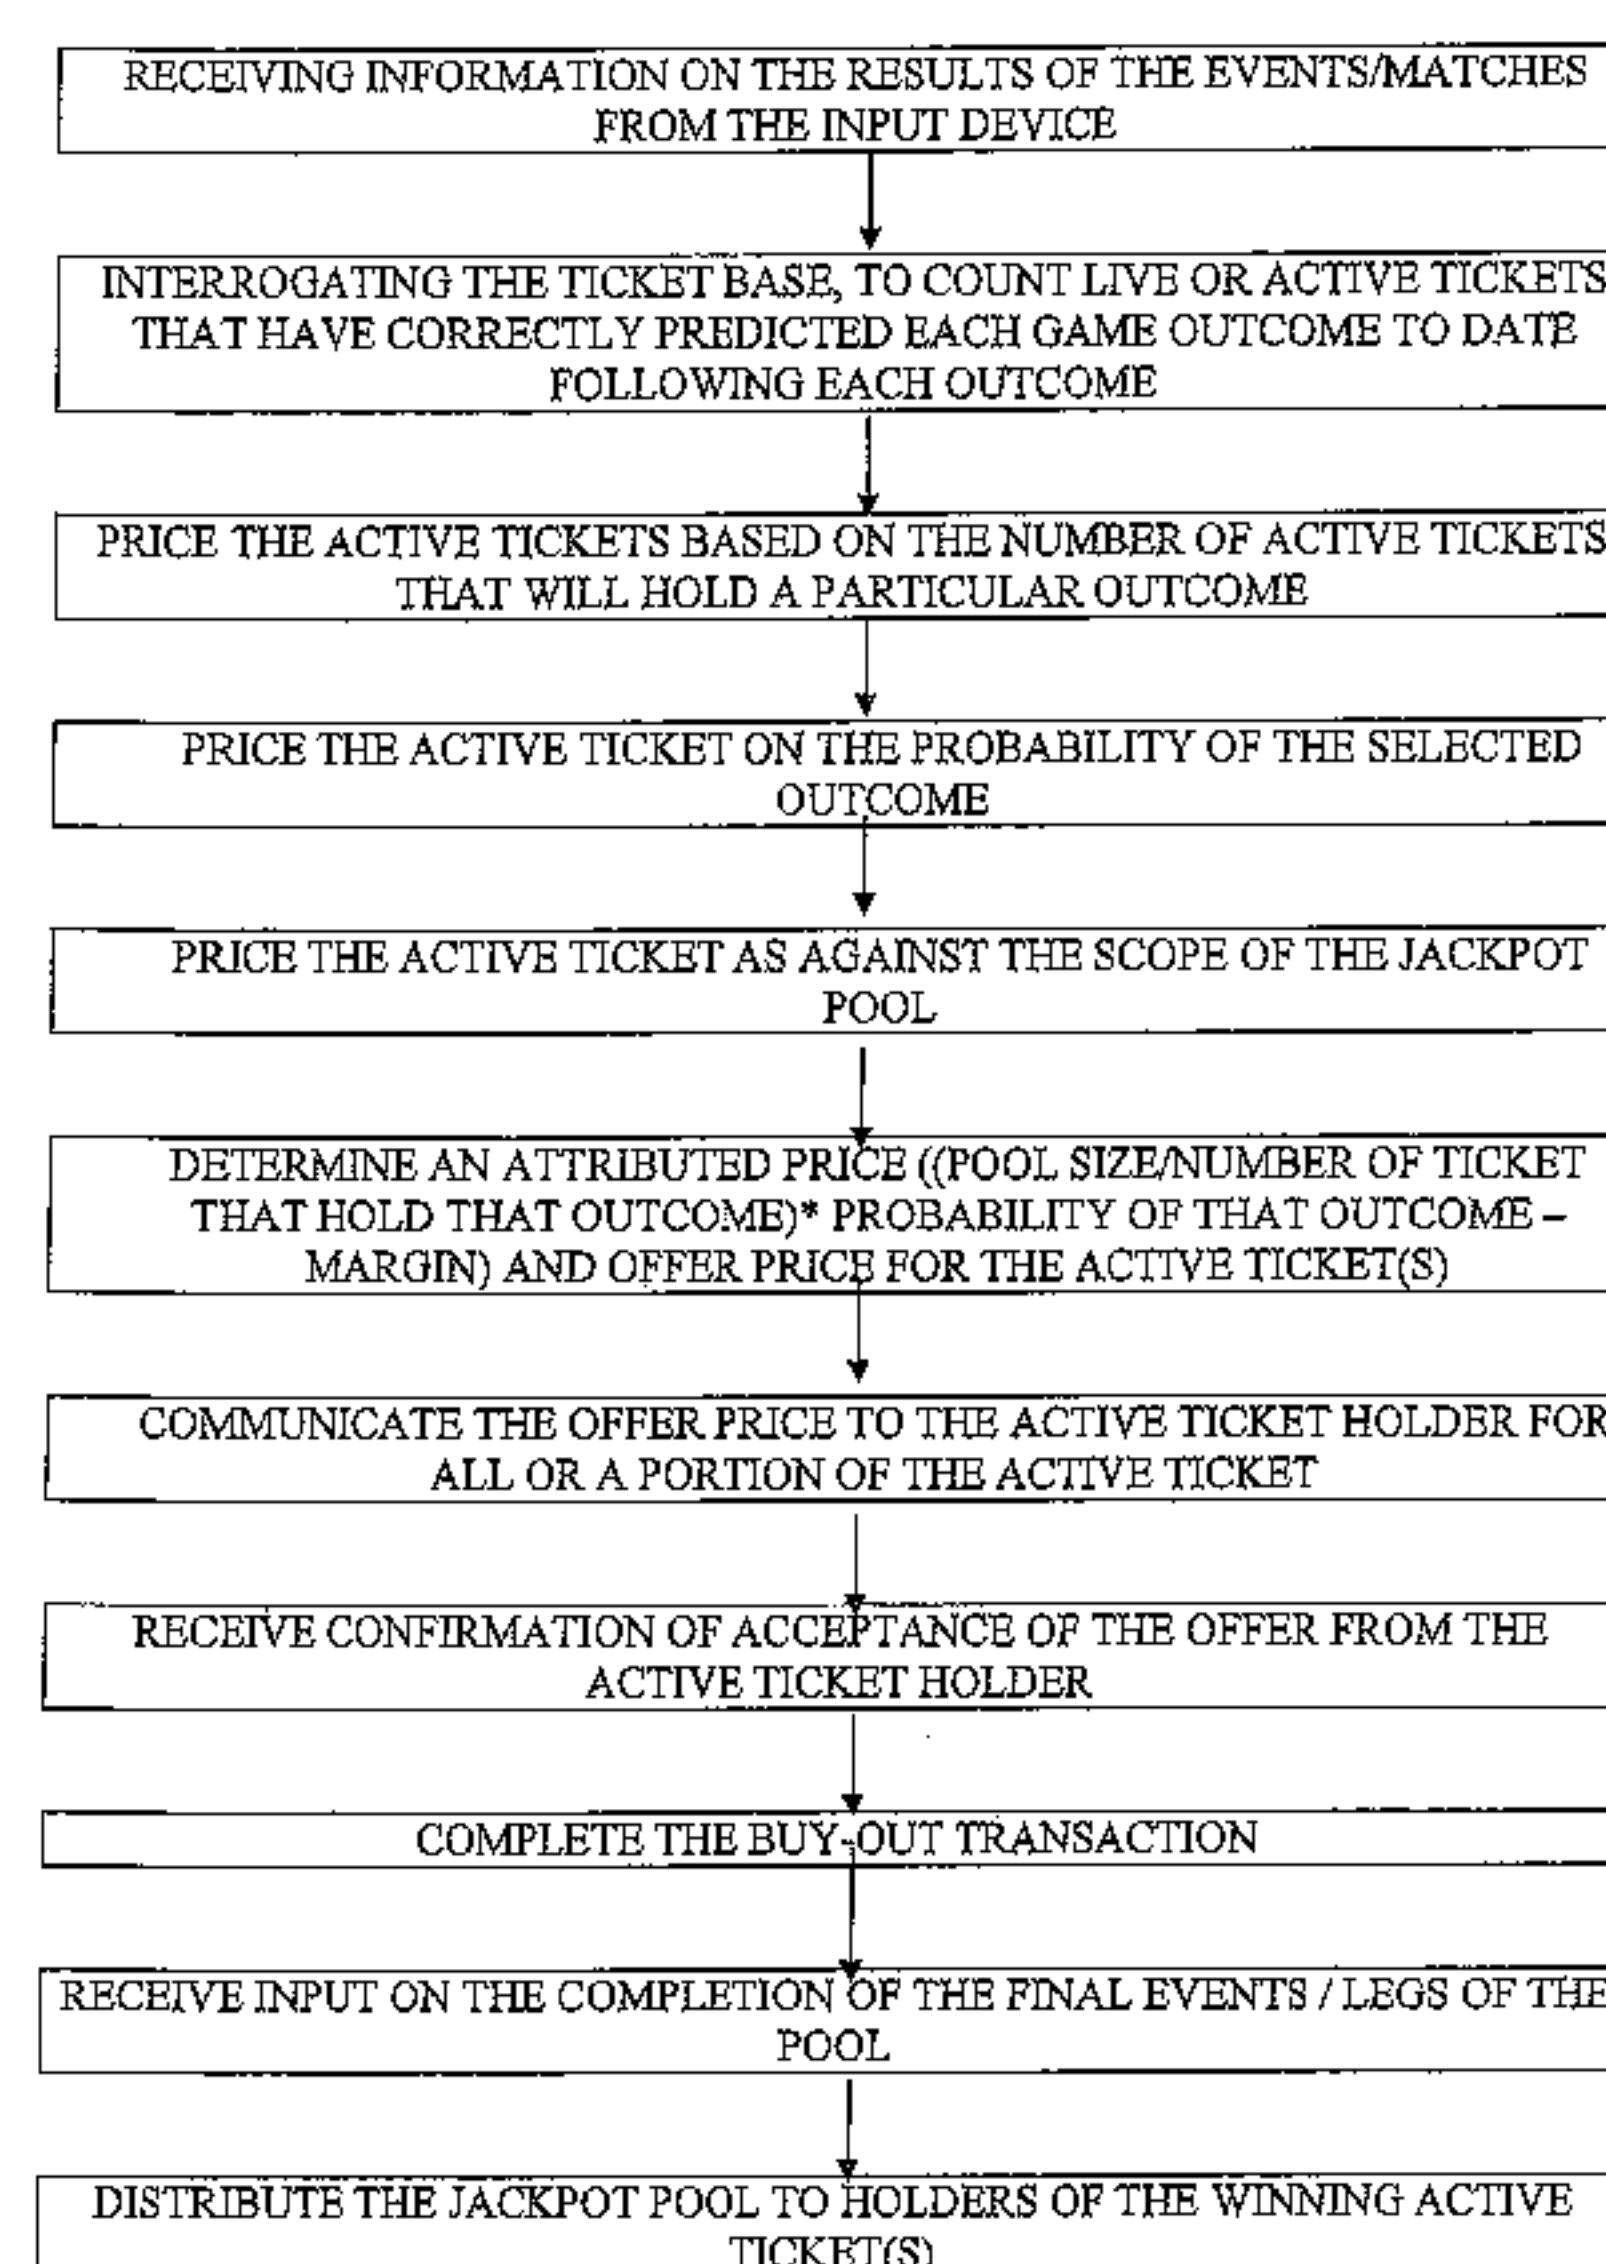 RECEIVING INFORMATION ON THE RESULTS OF THE EVENTS/MATCHES
FROM THE INPUT DEVICE
INTERROGATING THE TICKET BASE, TO COUNT LIVE OR ACTIVE TICKETS
THAT HAVE CORRECTLY PREDICTED EACH GAME OUTCOME TO DATE
FOLLOWING EACH OUTCOME
PRICE THE ACTIVE TICKETS BASED ON THE NUMBER OF ACTIVE TICKETS
THAT WILL HOLD A PARTICULAR OUTCOME
PRICE THE ACTIVE TICKET ON THE PROBABILITY OF THE SELECTED
OUTCOME
PRICE THE ACTIVE TICKET AS AGAINST THE SCOPE OF THE JACKPOT
POOL
DETERMINE AN ATTRIBUTED PRICE ((POOL SIZE/NUMBER OF TICKET
THAT HOLD THAT OUTCOME)* PROBABILITY OF THAT OUTCOME –
MARGIN) AND OFFER PRICE FOR THE ACTIVE TICKET(S)
COMMUNICATE THE OFFER PRICE TO THE ACTIVE TICKET HOLDER FOR
ALL OR A PORTION OF THE ACTIVE TICKET
RECEIVE CONFIRMATION OF ACCEPTANCE OF THE OFFER FROM THE
ACTIVE TICKET HOLDER
COMPLETE THE BUY-OUT TRANSACTION
RECEIVE INPUT ON THE COMPLETION OF THE FINAL EVENTS / LEGS OF THE
POOL
DISTRIBUTE THE JACKPOT POOL TO HOLDERS OF THE WINNING ACTIVE
TICKET(S)